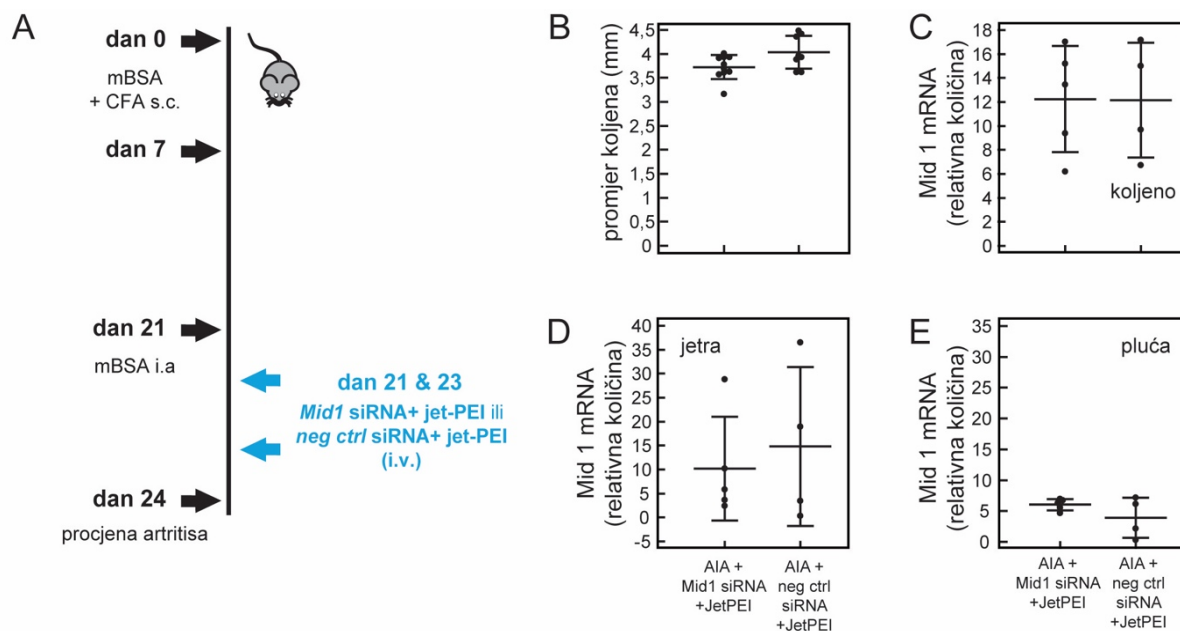 A
dan 0
mBSA
+ CFA s.c.
dan 7
dan 21
mBSA i.a
dan 21 & 23
Mid1 siRNA+ jet-PEI ili
neg ctrl siRNA+ jet-PEI
(i.v.)
dan 24
procjena artritisa
B
promjer koljena (mm)
4,5
4
3,5
3
2,5
2
1,5
1
0,5
0
C
Mid 1 mRNA
(relativna količina)
18
16
14
12
10
8
6
4
2
0
koljeno
D
Mid 1 mRNA
(relativna količina)
40
35
30
25
20
15
10
5
0
-5
jetra
AIA +
Mid1 siRNA
+JetPEI
AIA +
neg ctrl
siRNA
+JetPEI
E
Mid 1 mRNA
(relativna količina)
35
30
25
20
15
10
5
0
pluća
AIA +
Mid1 siRNA
+JetPEI
AIA +
neg ctrl
siRNA
+JetPEI